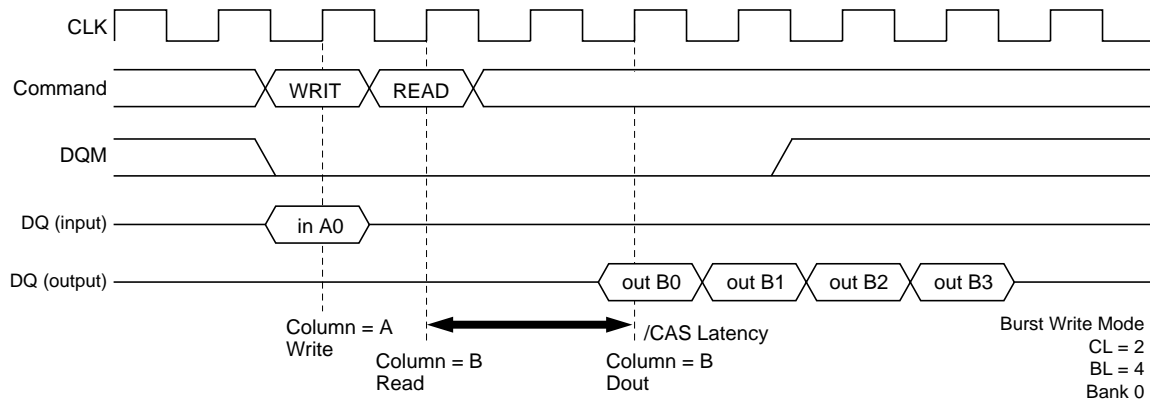 CLK
Command WRIT READ
DQM
DQ (input) in A0
DQ (output) out B0 out B1 out B2 out B3
Column = A
Write
/CAS Latency
Column = B
Read
Column = B
Dout
Burst Write Mode
CL = 2
BL = 4
Bank 0